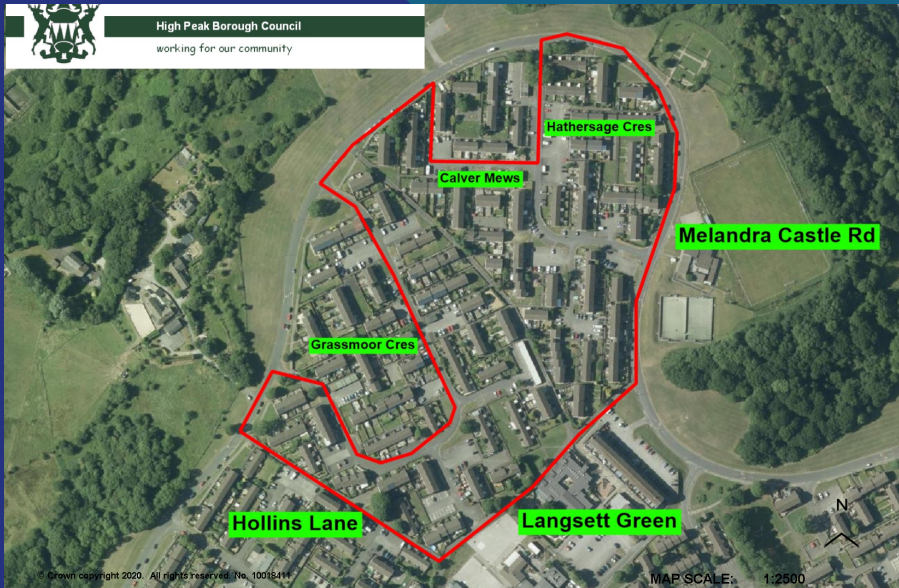 High Peak Borough Council
working for our community
Hathersage Cres
Calver Mews
Melandra Castle Rd
Grassmoor Cres
Hollins Lane
Langsett Green
N
© Crown copyright 2020. All rights reserved. No. 10018411
MAP SCALE: 1:2500